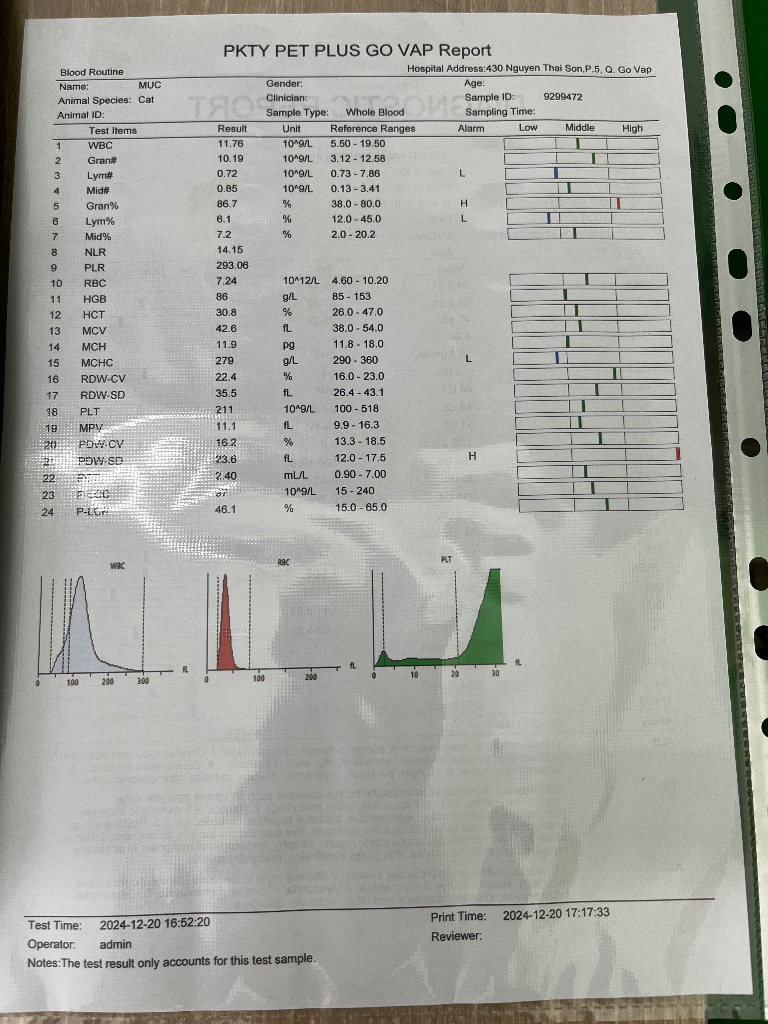 PKTY PET PLUS GO VAP Report
Blood Routine Hospital Address:430 Nguyen Thai Son,P.5, Q. Go Vap
Name: MUC Gender: Age:
Animal Species: Cat Clinician: Sample ID: 9299472
Animal ID: Sample Type: Whole Blood Sampling Time:
Test Items Result Unit Reference Ranges Alarm Low Middle High
1 WBC 11.76 10^9/L 5.50 - 19.50
2 Gran# 10.19 10^9/L 3.12 - 12.58
3 Lym# 0.72 10^9/L 0.73 - 7.86 L
4 Mid# 0.85 10^9/L 0.13 - 3.41
5 Gran% 86.7 % 38.0 - 80.0 H
6 Lym% 6.1 % 12.0 - 45.0 L
7 Mid% 7.2 % 2.0 - 20.2
8 NLR 14.15
9 PLR 293.06
10 RBC 7.24 10^12/L 4.60 - 10.20
11 HGB 86 g/L 85 - 153
12 HCT 30.8 % 26.0 - 47.0
13 MCV 42.6 fL 38.0 - 54.0
14 MCH 11.9 pg 11.8 - 18.0
15 MCHC 279 g/L 290 - 360 L
16 RDW-CV 22.4 % 16.0 - 23.0
17 RDW-SD 35.5 fL 26.4 - 43.1
18 PLT 211 10^9/L 100 - 518
19 MPV 11.1 fL 9.9 - 16.3
20 PDW-CV 16.2 % 13.3 - 18.5
21 PDW-SD 23.6 fL 12.0 - 17.5 H
22 2.40 mL/L 0.90 - 7.00
23 10^9/L 15 - 240
24 P-LCR 46.1 % 15.0 - 65.0
WBC RBC PLT
0 100 200 300 fL 0 100 200 fL 0 10 20 30 fL
Test Time: 2024-12-20 16:52:20 Print Time: 2024-12-20 17:17:33
Operator: admin Reviewer:
Notes:The test result only accounts for this test sample.